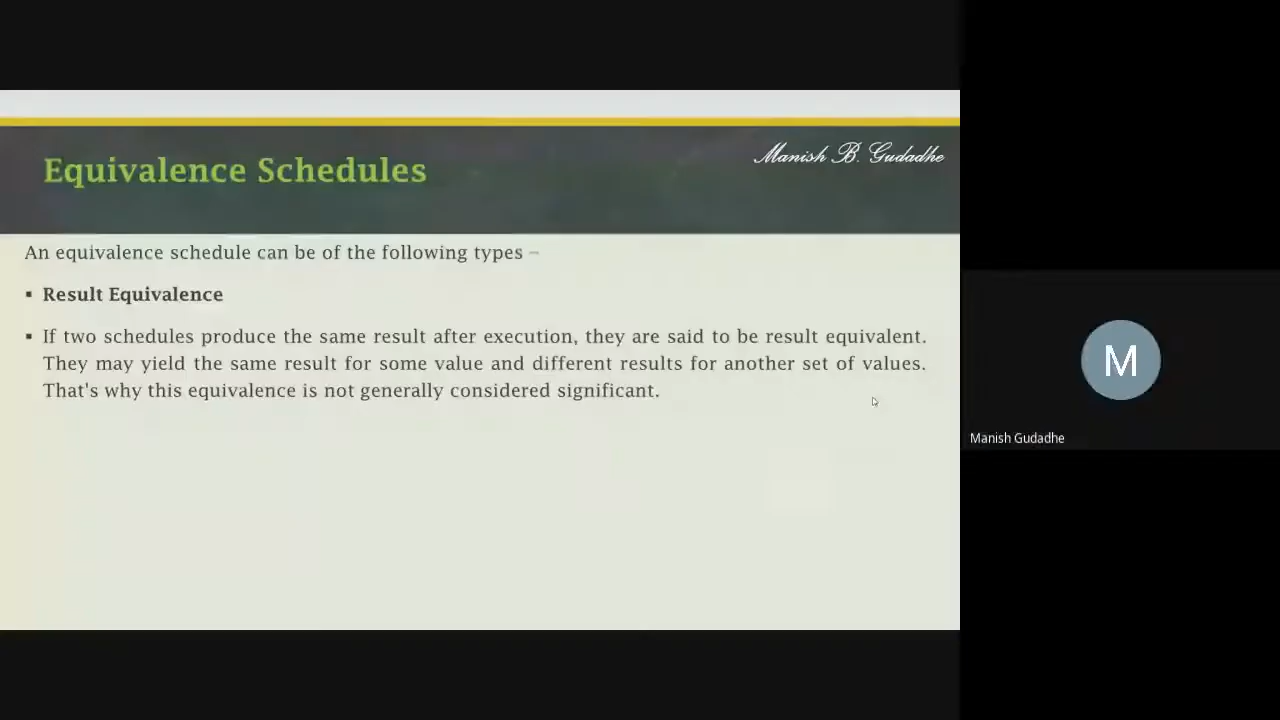 Manish B. Gudadhe
Equivalence Schedules
An equivalence schedule can be of the following types –
▪ Result Equivalence
▪ If two schedules produce the same result after execution, they are said to be result equivalent.
They may yield the same result for some value and different results for another set of values.
That's why this equivalence is not generally considered significant.
M
Manish Gudadhe